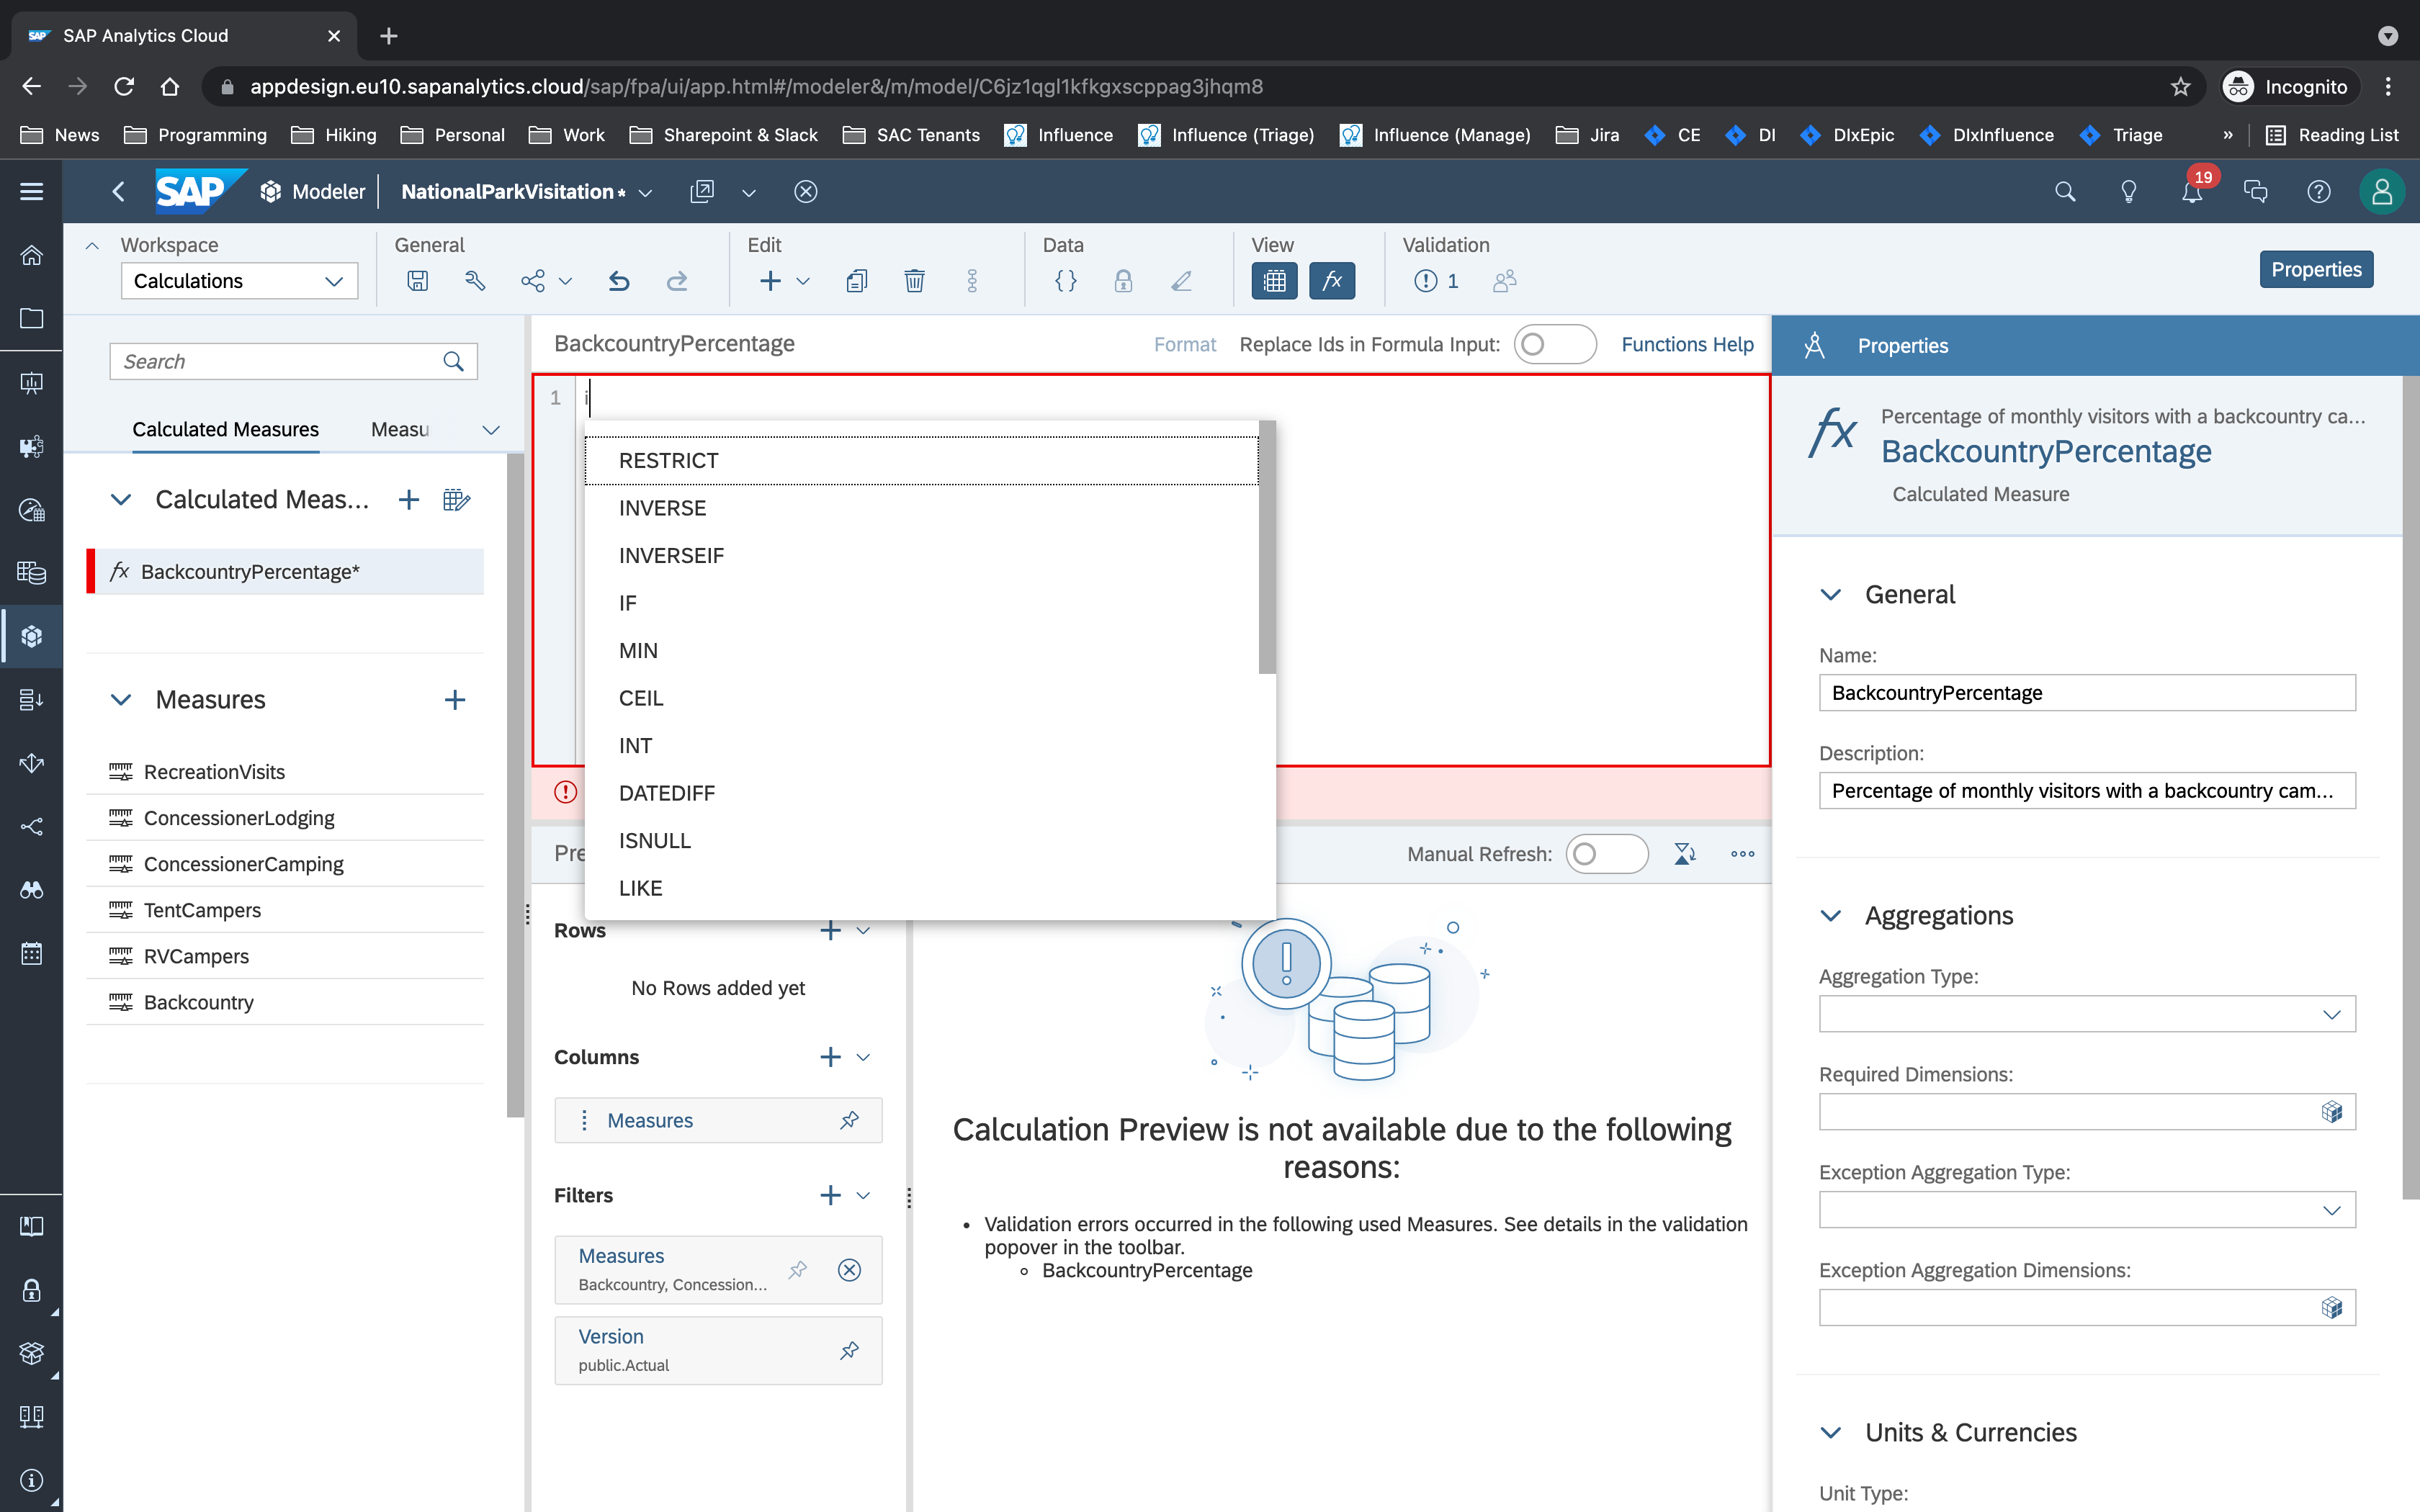 SAP Analytics Cloud
appdesign.eu10.sapanalytics.cloud/sap/fpa/ui/app.html#/modeler&/m/model/C6jz1qgl1kfkgxscppag3jhqm8
Incognito
News Programming Hiking Personal Work Sharepoint & Slack SAC Tenants Influence Influence (Triage) Influence (Manage) Jira CE DI DIxEpic DIxInfluence Triage » Reading List
SAP Modeler NationalParkVisitation* 19
Workspace General Edit Data View Validation
Calculations 1 Properties
Search
Calculated Measures Measu
Calculated Meas...
BackcountryPercentage*
Measures
RecreationVisits
ConcessionerLodging
ConcessionerCamping
TentCampers
RVCampers
Backcountry
BackcountryPercentage Format Replace Ids in Formula Input: Functions Help
1 i
RESTRICT
INVERSE
INVERSEIF
IF
MIN
CEIL
INT
DATEDIFF
ISNULL
LIKE
Pre Manual Refresh:
Rows
No Rows added yet
Columns
Measures
Filters
Measures
Backcountry, Concession...
Version
public.Actual
Calculation Preview is not available due to the following
reasons:
• Validation errors occurred in the following used Measures. See details in the validation
popover in the toolbar.
BackcountryPercentage
Properties
Percentage of monthly visitors with a backcountry ca...
fx BackcountryPercentage
Calculated Measure
General
Name:
BackcountryPercentage
Description:
Percentage of monthly visitors with a backcountry cam...
Aggregations
Aggregation Type:
Required Dimensions:
Exception Aggregation Type:
Exception Aggregation Dimensions:
Units & Currencies
Unit Type: